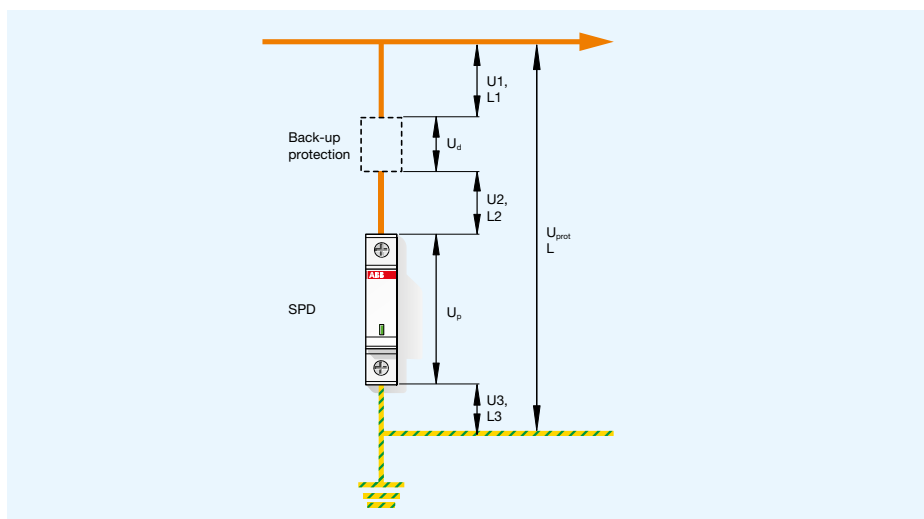 U1,
L1
Back-up
protection
Ud
U2,
L2
Uprot
L
ABB
SPD
Up
U3,
L3